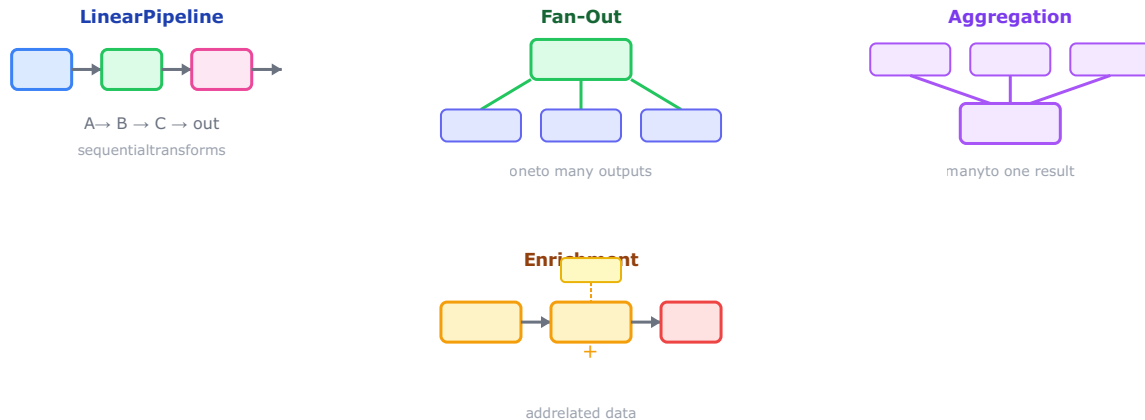 LinearPipeline
Fan-Out
Aggregation
A→ B → C → out
sequentialtransforms
oneto many outputs
manyto one result
Enrichment
+
addrelated data